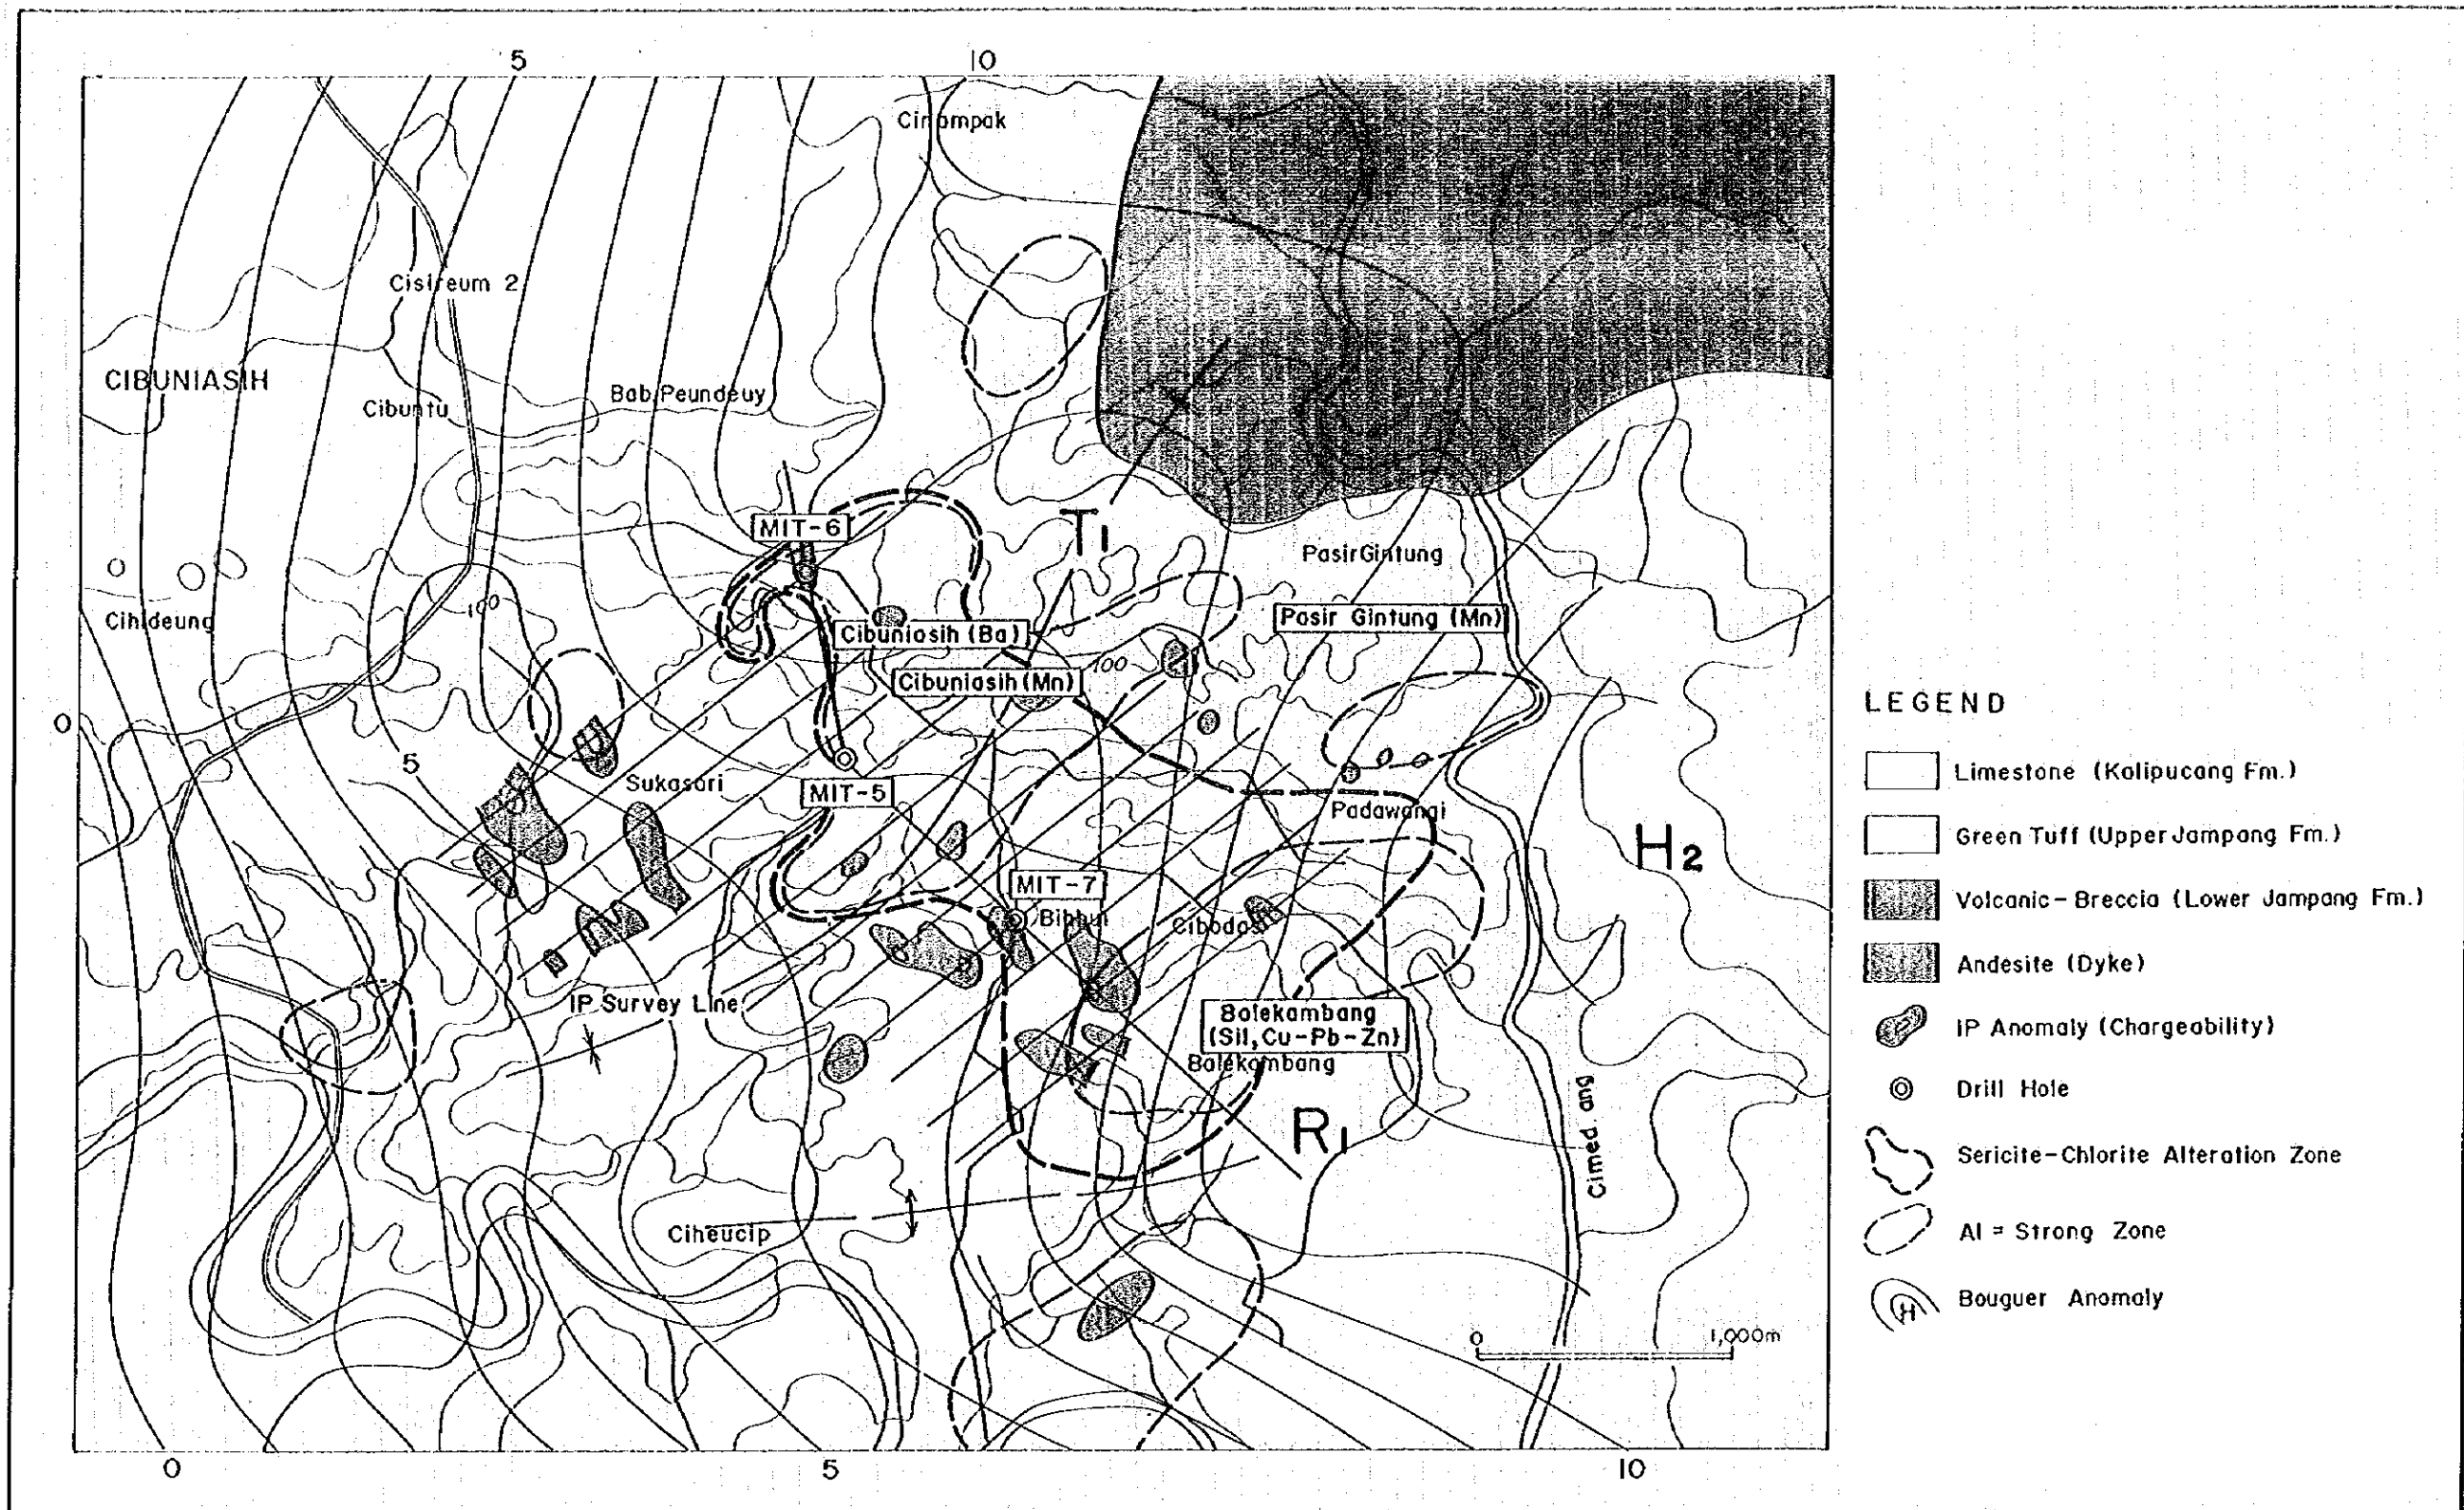 5
10
Cinampak
Cisireum 2
CIBUNIASIH
Cibuntu
Bab. Peundeuy
MIT-6
T1
Pasir Gintung
100
Cihideung
Cibuniasih (Ba)
Pasir Gintung (Mn)
100
Cibuniasih (Mn)
0
5
Sukasari
MIT-5
Padawangi
H2
MIT-7
Cibodas
IP Survey Line
Balekambang
(Sil, Cu-Pb-Zn)
Balekambang
R1
Cimed. ang
Ciheucip
0
1,000m
0
5
10
LEGEND
Limestone (Kalipucang Fm.)
Green Tuff (Upper Jampang Fm.)
Volcanic-Breccia (Lower Jampang Fm.)
Andesite (Dyke)
IP Anomaly (Chargeability)
Drill Hole
Sericite-Chlorite Alteration Zone
AI = Strong Zone
H
Bouguer Anomaly